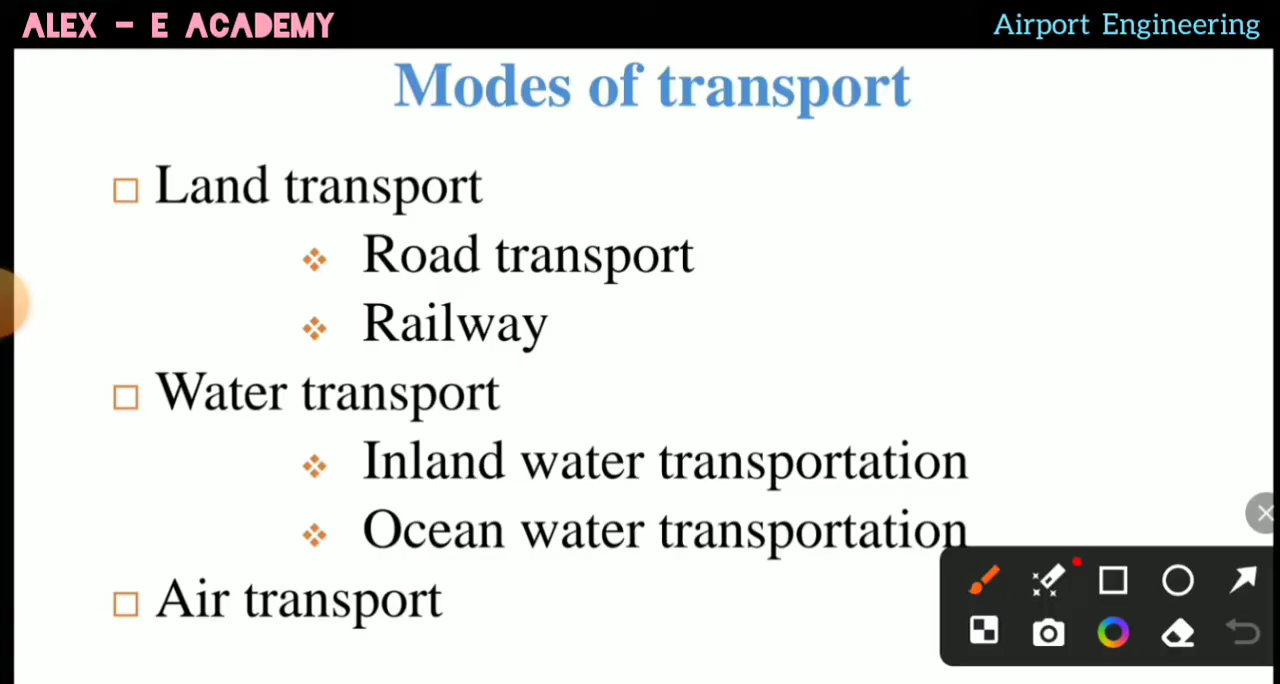 ALEX - E ACADEMY
Airport Engineering
Modes of transport
Land transport
Road transport
Railway
Water transport
Inland water transportation
Ocean water transportation
Air transport